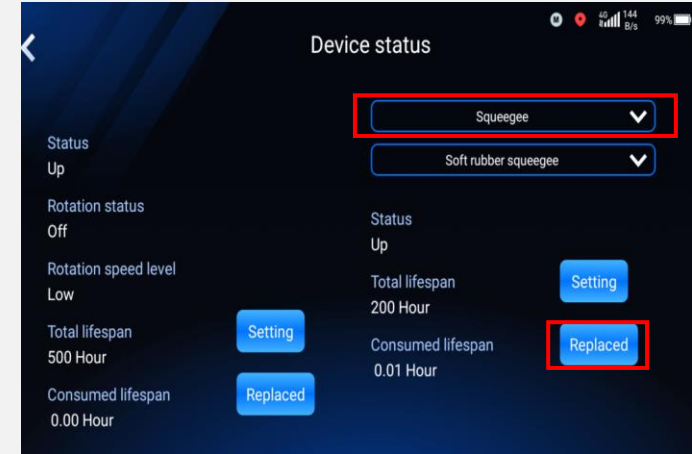 M
4G
144
B/s
99%
Device status
Squeegee
Soft rubber squeegee
Status
Up
Rotation status
Off
Rotation speed level
Low
Total lifespan
500 Hour
Setting
Consumed lifespan
0.00 Hour
Replaced
Status
Up
Total lifespan
200 Hour
Setting
Consumed lifespan
0.01 Hour
Replaced